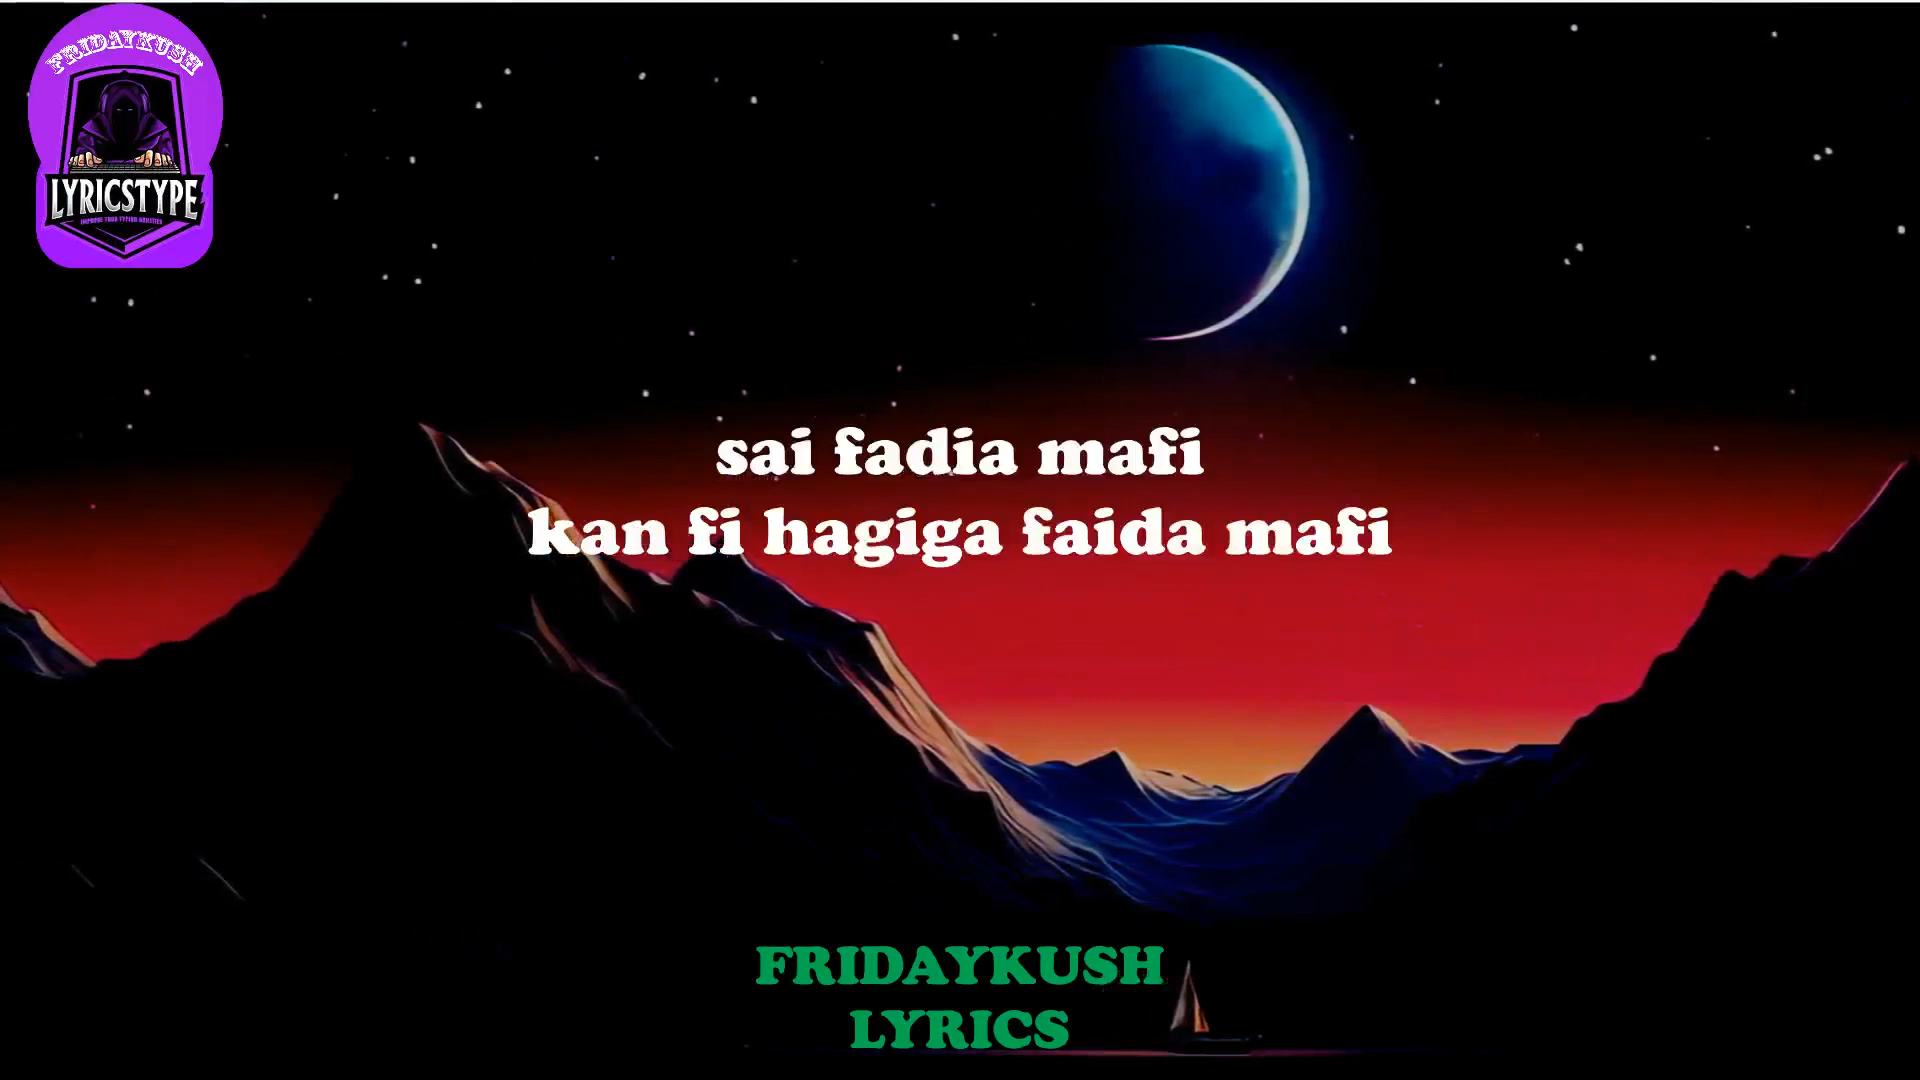 FRIDAYKUSH
LYRICSTYPE
sai fadia mafi
kan fi hagiga faida mafi
FRIDAYKUSH
LYRICS